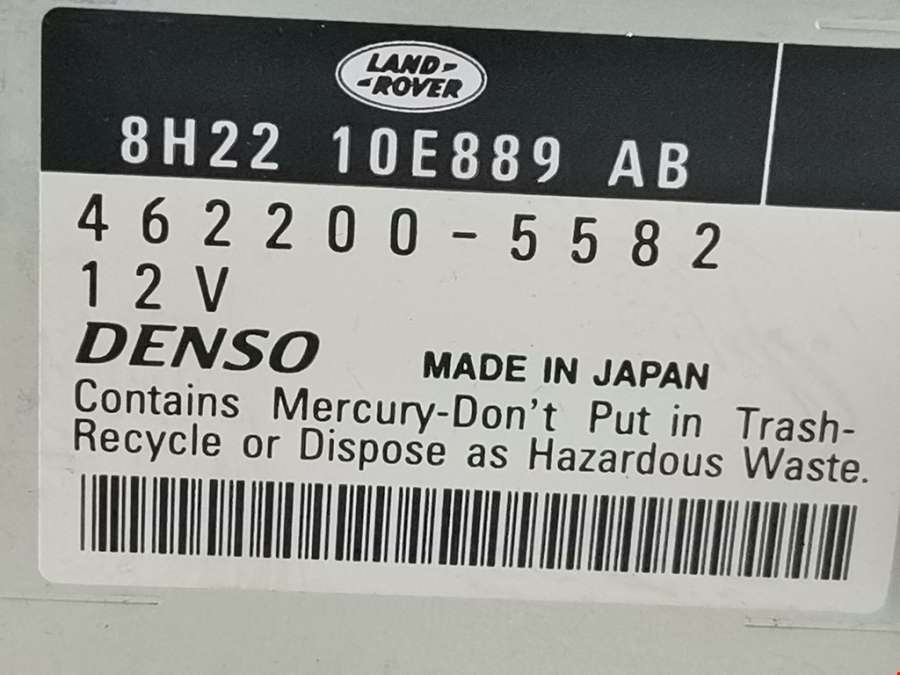 LAND-
-ROVER
8H22 10E889 AB
462200-5582
12V
DENSO
MADE IN JAPAN
Contains Mercury-Don't Put in Trash-
Recycle or Dispose as Hazardous Waste.